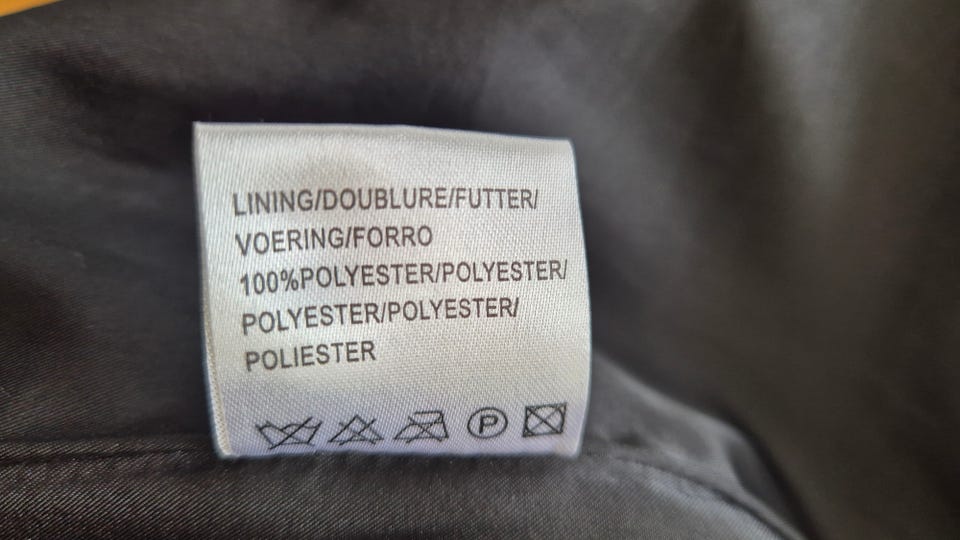 LINING/DOUBLURE/FUTTER/
VOERING/FORRO
100%POLYESTER/POLYESTER/
POLYESTER/POLYESTER/
POLIESTER
P